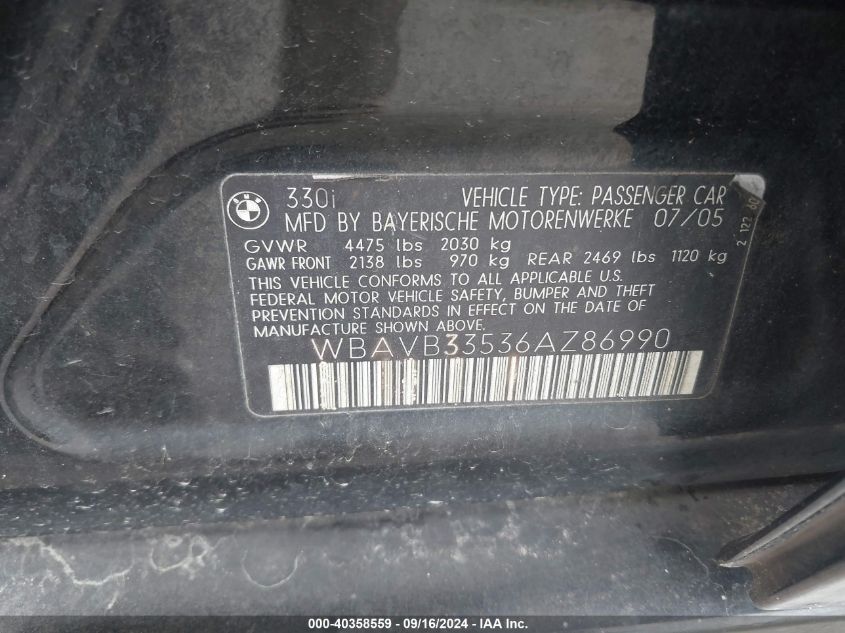 330i VEHICLE TYPE: PASSENGER CAR
MFD BY BAYERISCHE MOTORENWERKE 07/05
GVWR 4475 lbs 2030 kg
GAWR FRONT 2138 lbs 970 kg REAR 2469 lbs 1120 kg
THIS VEHICLE CONFORMS TO ALL APPLICABLE U.S.
FEDERAL MOTOR VEHICLE SAFETY, BUMPER AND THEFT
PREVENTION STANDARDS IN EFFECT ON THE DATE OF
MANUFACTURE SHOWN ABOVE.
WBAVB33536AZ86990
BMW
2 122
000-40358559 / 09/16/2024 - IAA Inc.